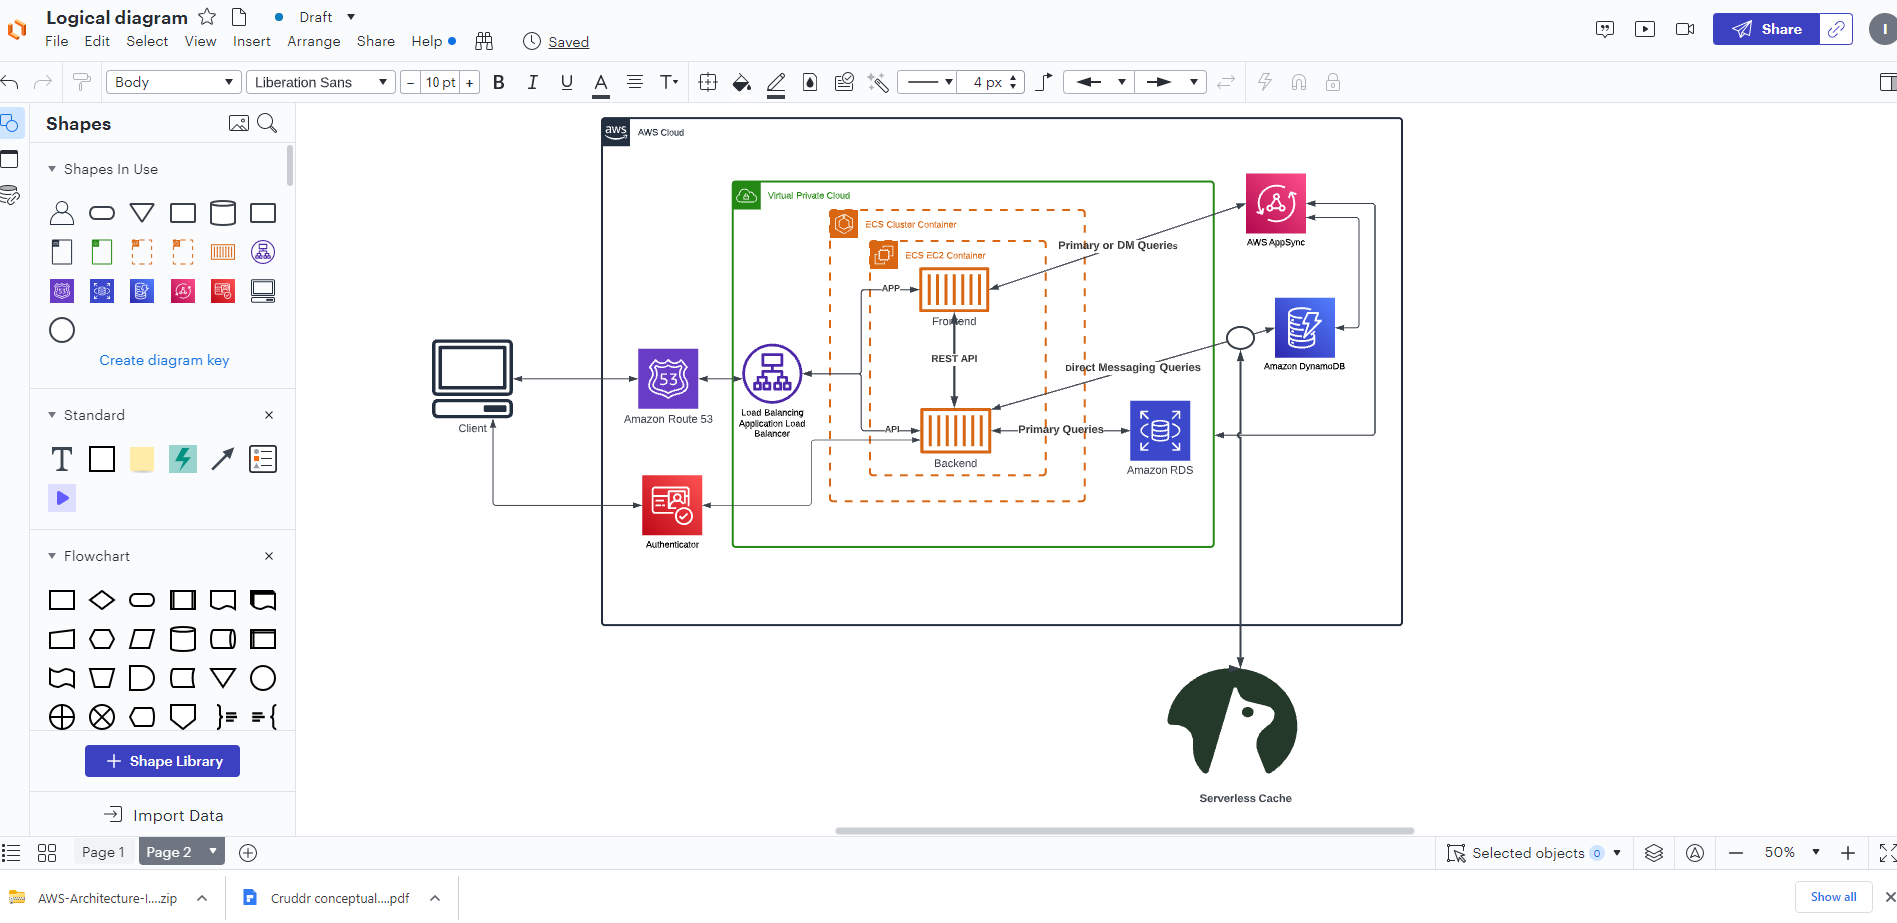 Logical diagram
Draft
File Edit Select View Insert Arrange Share Help
Saved
Share
I
Body
Liberation Sans
− 10 pt +
B I U A T
4 px
Shapes
Shapes In Use
Create diagram key
Standard
T
Flowchart
Shape Library
Import Data
aws
AWS Cloud
Virtual Private Cloud
ECS Cluster Container
ECS EC2 Container
Primary or DM Queries
AWS AppSync
APP
Frontend
REST API
Direct Messaging Queries
Amazon DynamoDB
Client
53
Amazon Route 53
Load Balancing
Application Load
Balancer
API
Primary Queries
Backend
Amazon RDS
Authenticator
Serverless Cache
Page 1
Page 2
Selected objects 0
50%
AWS-Architecture-I....zip
Cruddr conceptual....pdf
Show all